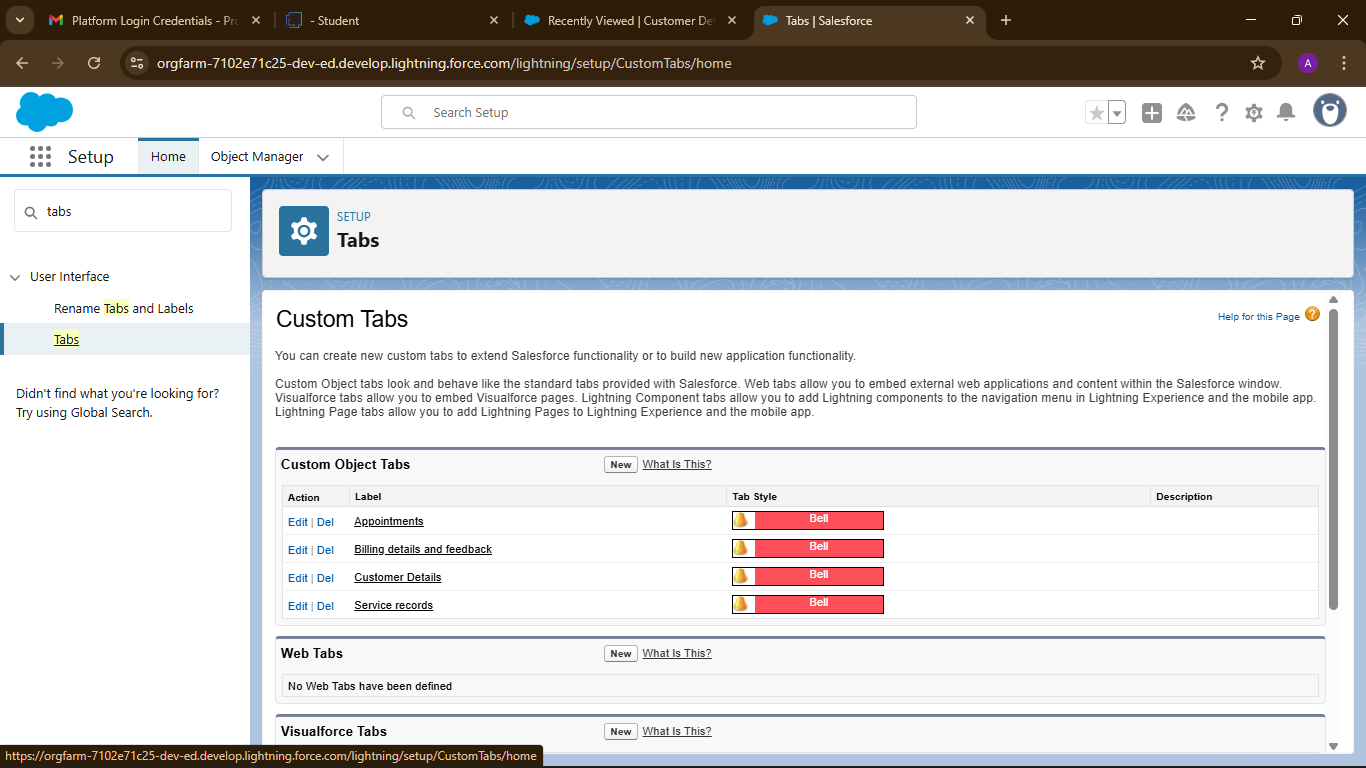 Platform Login Credentials - Pr
- Student
Recently Viewed | Customer De
Tabs | Salesforce
orgfarm-7102e71c25-dev-ed.develop.lightning.force.com/lightning/setup/CustomTabs/home
A
Search Setup
Setup
Home
Object Manager
tabs
User Interface
Rename Tabs and Labels
Tabs
Didn't find what you're looking for?
Try using Global Search.
SETUP
Tabs
Custom Tabs
Help for this Page ?
You can create new custom tabs to extend Salesforce functionality or to build new application functionality.
Custom Object tabs look and behave like the standard tabs provided with Salesforce. Web tabs allow you to embed external web applications and content within the Salesforce window.
Visualforce tabs allow you to embed Visualforce pages. Lightning Component tabs allow you to add Lightning components to the navigation menu in Lightning Experience and the mobile app.
Lightning Page tabs allow you to add Lightning Pages to Lightning Experience and the mobile app.
Custom Object Tabs New What Is This?
Action Label Tab Style Description
Edit | Del Appointments Bell
Edit | Del Billing details and feedback Bell
Edit | Del Customer Details Bell
Edit | Del Service records Bell
Web Tabs New What Is This?
No Web Tabs have been defined
Visualforce Tabs New What Is This?
https://orgfarm-7102e71c25-dev-ed.develop.lightning.force.com/lightning/setup/CustomTabs/home